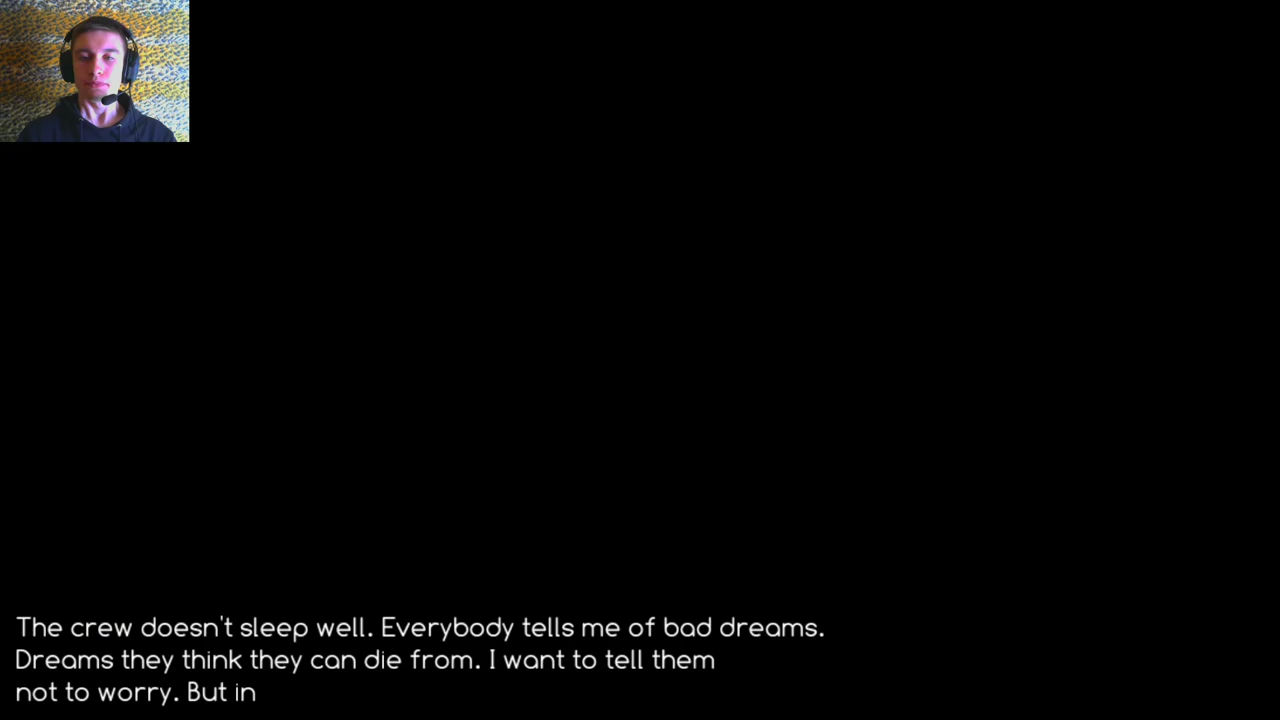 The crew doesn't sleep well. Everybody tells me of bad dreams.
Dreams they think they can die from. I want to tell them
not to worry. But in